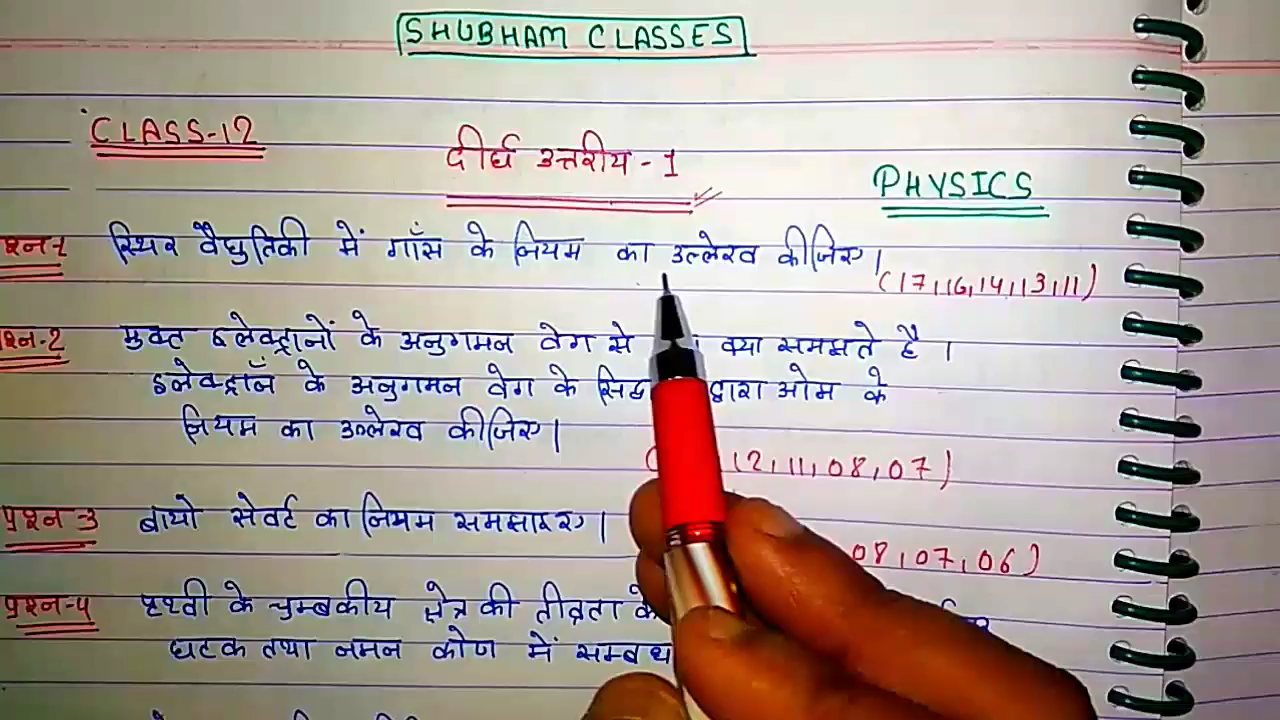 SHUBHAM CLASSES
CLASS-12
दीर्घ उत्तरीय - 1
PHYSICS
प्रश्न-1 स्थिर वैद्युतिकी में गॉस के नियम का उल्लेख कीजिए।
(17,16,14,13,11)
प्रश्न-2 मुक्त इलेक्ट्रानों के अनुगमन वेग से क्या समझते है।
इलेक्ट्रॉन के अनुगमन वेग के द्वारा ओम के
नियम का उल्लेख कीजिए।
12,11,08,07)
प्रश्न-3 बायो सेवर्ट का नियम समझाइए।
08,07,06)
प्रश्न-4 पृथ्वी के चुम्बकीय क्षेत्र की तीव्रता के
घटक तथा नमन कोण में